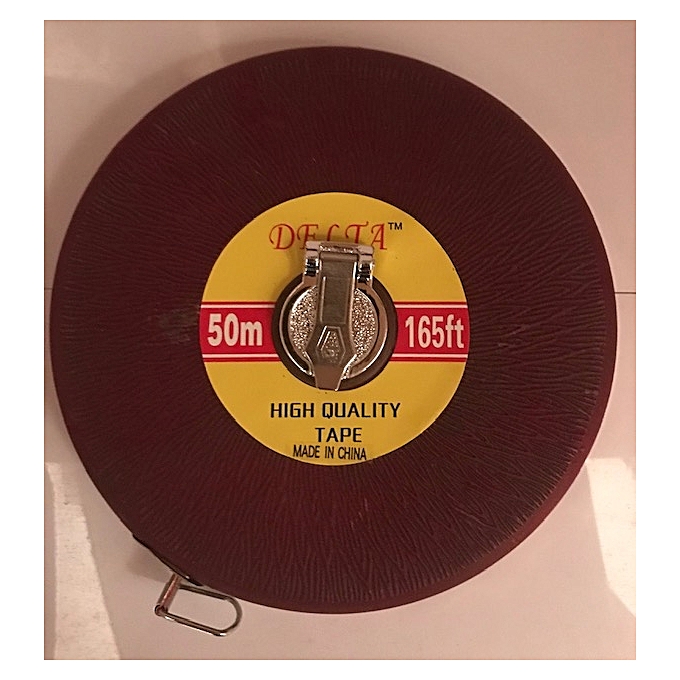 DELTA™
50m 165ft
HIGH QUALITY
TAPE
MADE IN CHINA